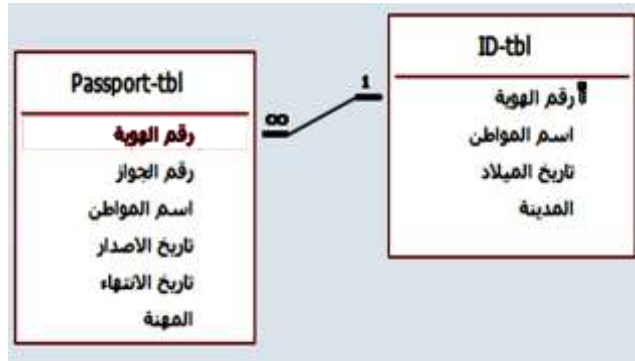 ID-tbl
رقم الهوية
اسم المواطن
تاريخ الميلاد
المدينة
1
∞
Passport-tbl
رقم الهوية
رقم الجواز
اسم المواطن
تاريخ الاصدار
تاريخ الانتهاء
المهنة